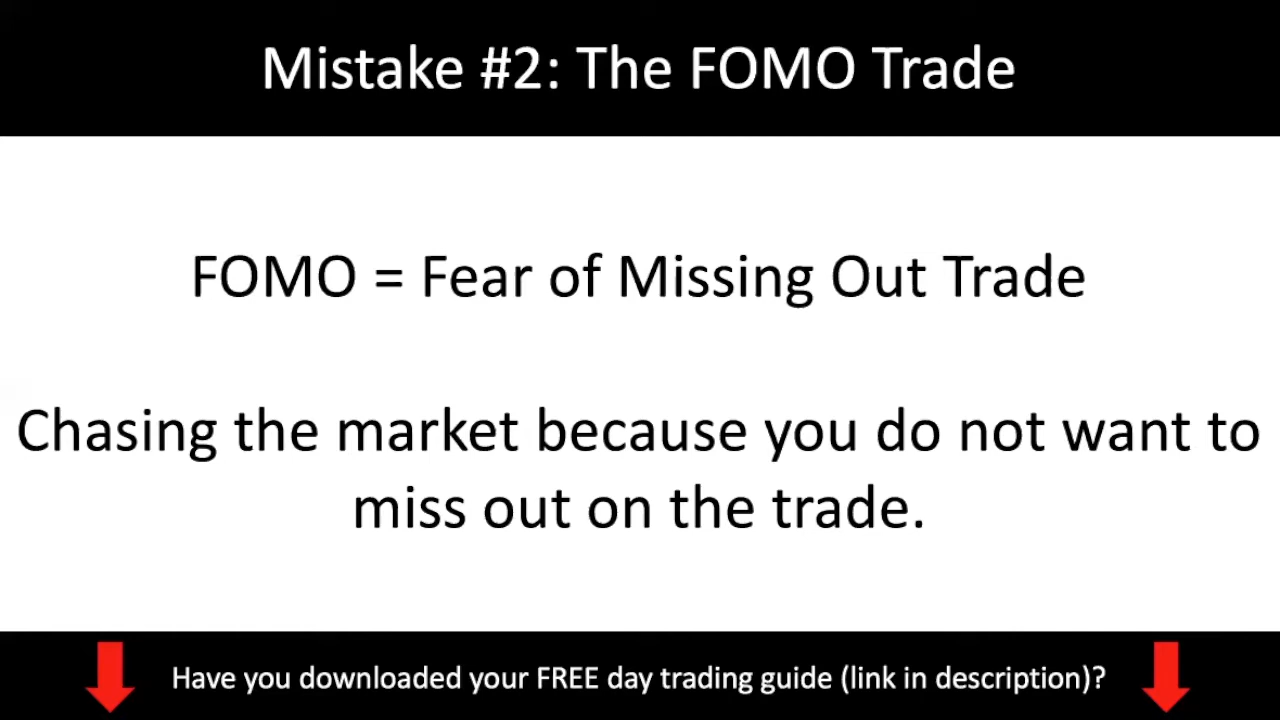 Mistake #2: The FOMO Trade
FOMO = Fear of Missing Out Trade
Chasing the market because you do not want to
miss out on the trade.
Have you downloaded your FREE day trading guide (link in description)?